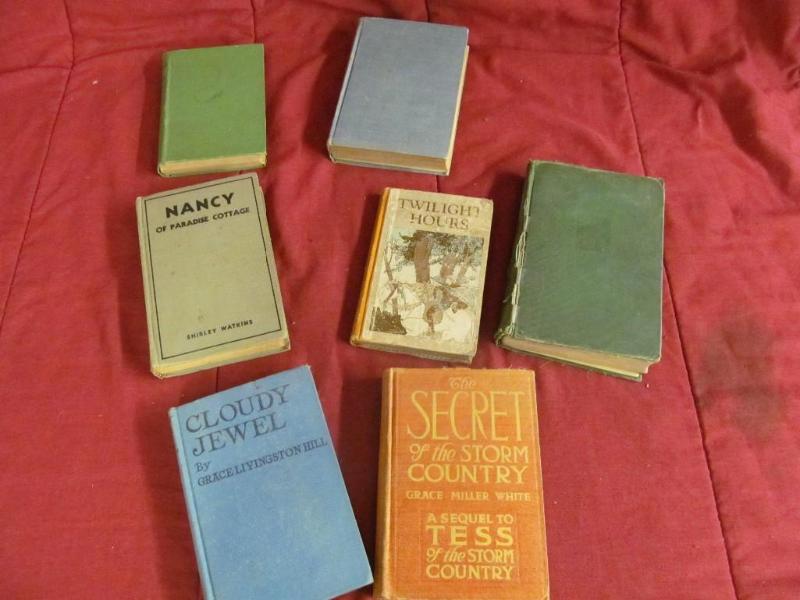 NANCY
OF PARADISE COTTAGE
SHIRLEY WATKINS
TWILIGHT
HOURS
CLOUDY
JEWEL
By
GRACE LIVINGSTON HILL
The
SECRET
of the STORM
COUNTRY
GRACE MILLER WHITE
A SEQUEL TO
TESS
of the STORM
COUNTRY